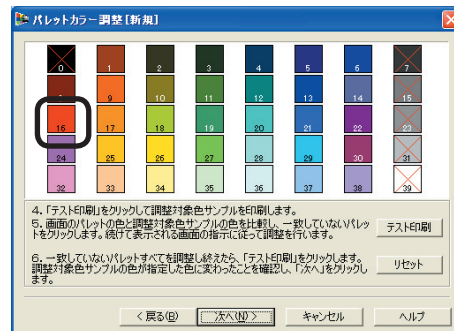 パレットカラー調整[新規]
0 1 2 3 4 5 6 7
9 10 11 12 13 14 15
16 17 18 19 20 21 22 23
24 25 26 27 28 29 30 31
32 33 34 35 36 37 38 39
4.「テスト印刷」をクリックして調整対象色サンプルを印刷します。
5.画面のパレットの色と調整対象色サンプルの色を比較し、一致していないパレッ
トをクリックします。続けて表示される画面の指示に従って調整を行います。
テスト印刷
6.一致していないパレットすべてを調整し終えたら、「テスト印刷」をクリックします。
調整対象色サンプルの色が指定した色に変わったことを確認し、「次へ」をクリックし
ます。
リセット
<戻る(B) 次へ(N)> キャンセル ヘルプ